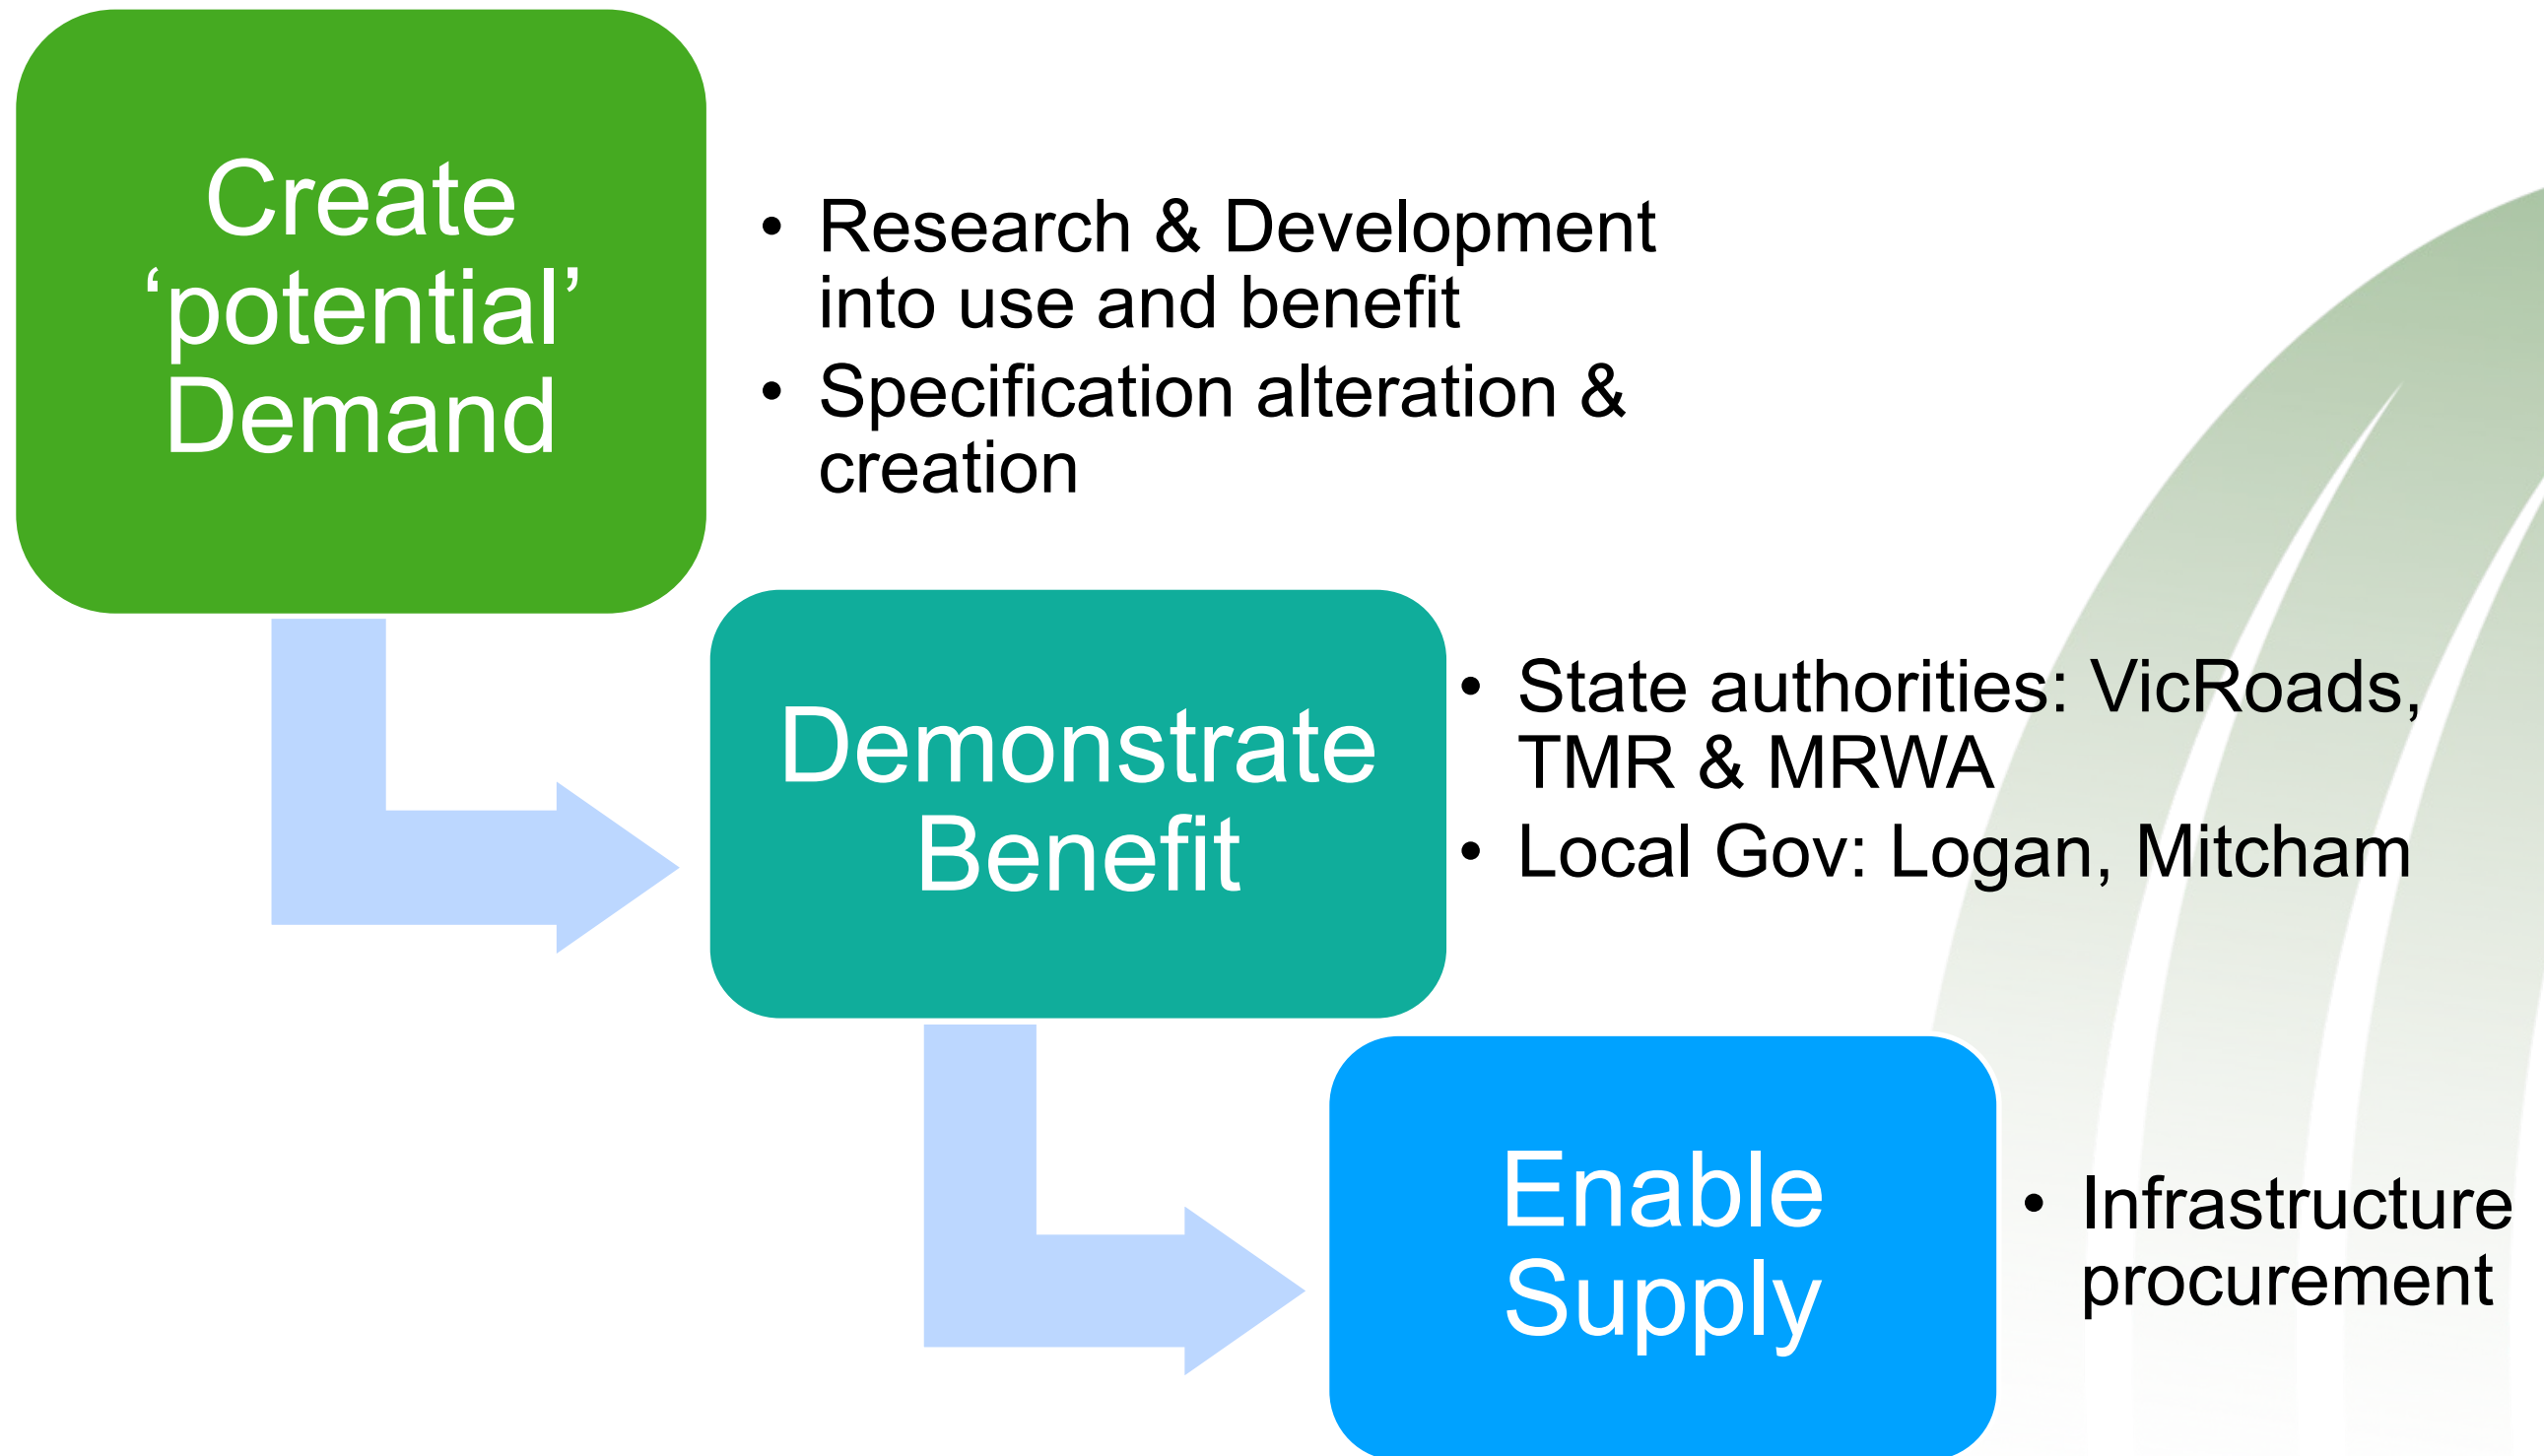 Create
‘potential’
Demand
• Research & Development
into use and benefit
• Specification alteration &
creation
Demonstrate
Benefit
• State authorities: VicRoads,
TMR & MRWA
• Local Gov: Logan, Mitcham
Enable
Supply
• Infrastructure
procurement